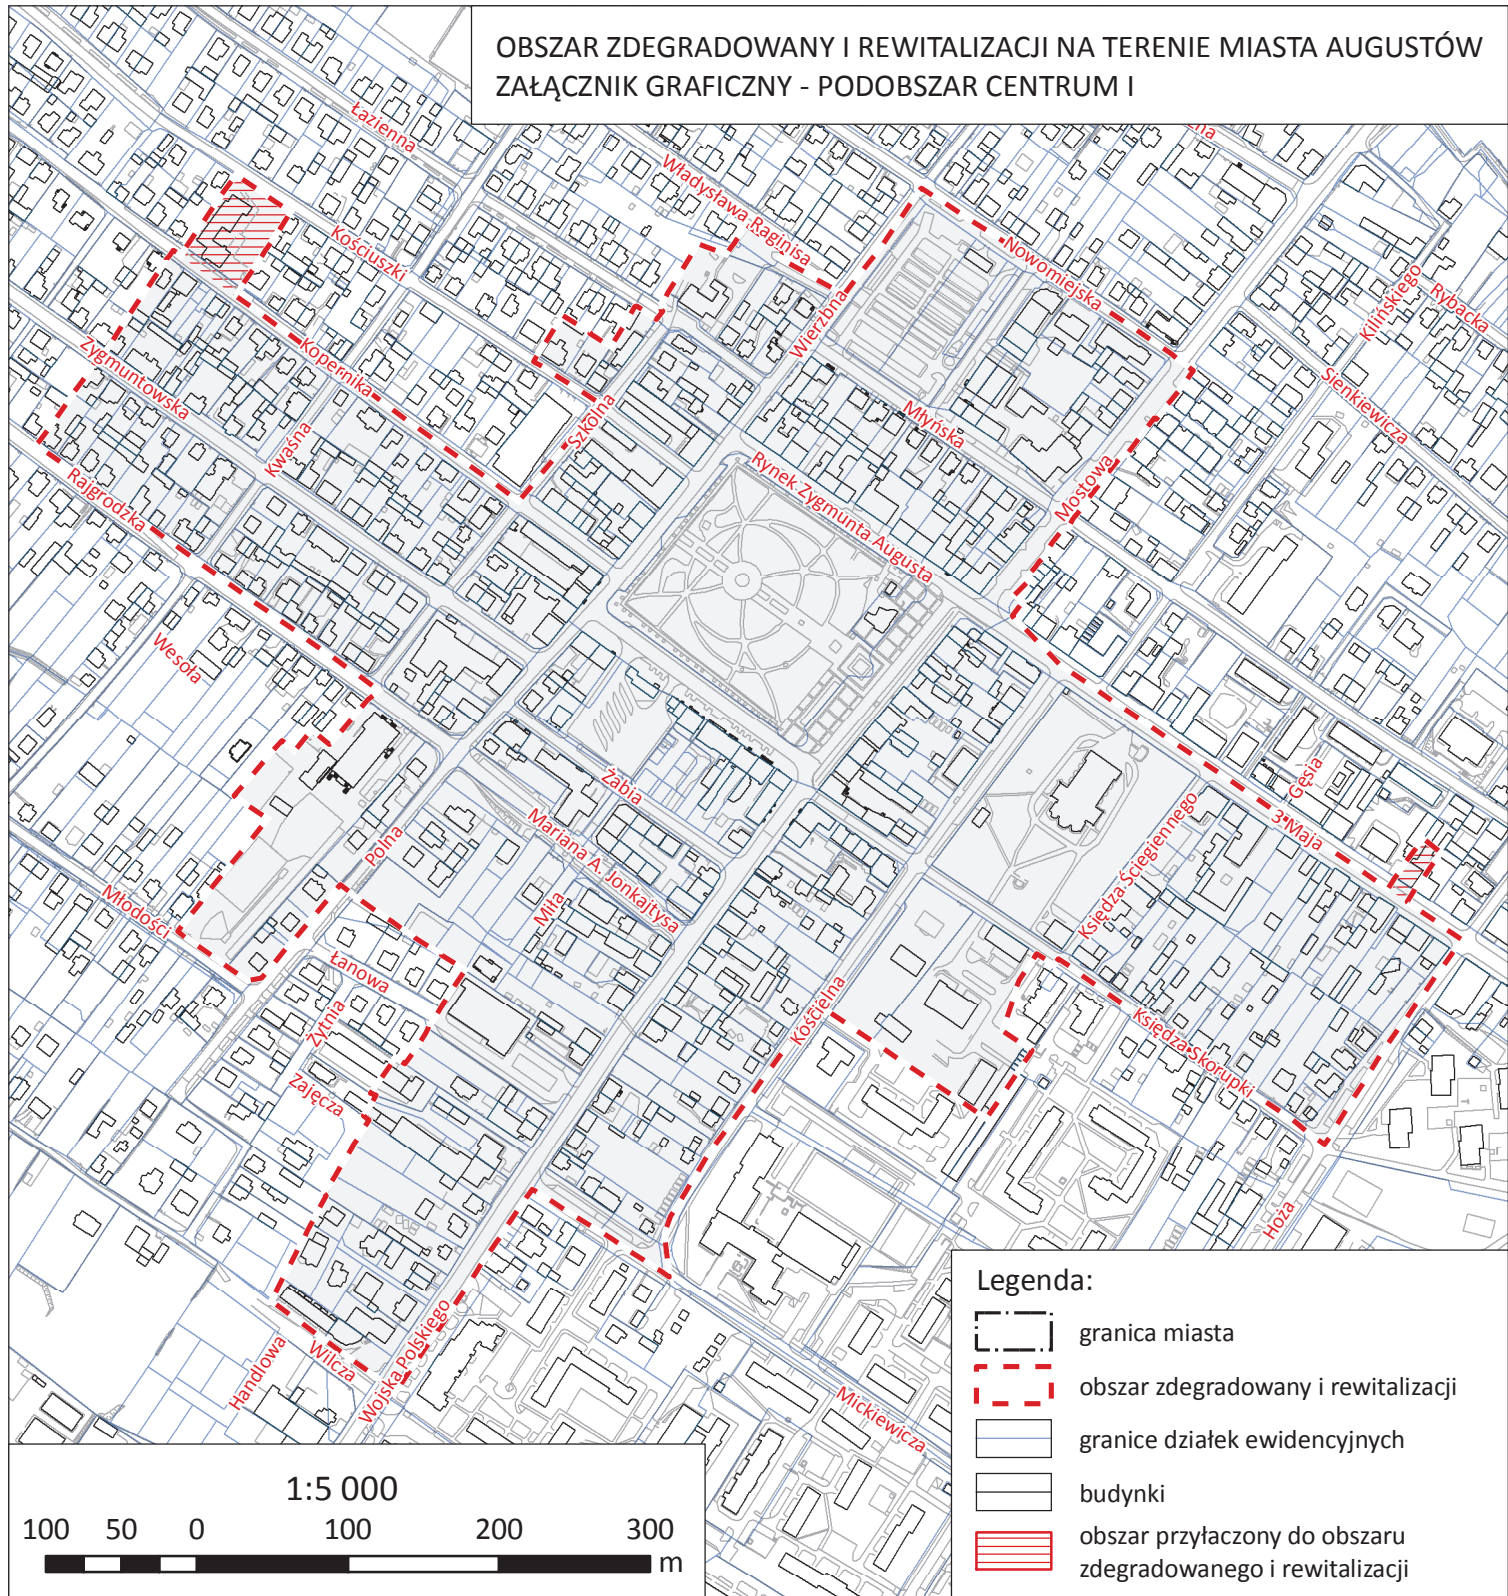 OBSZAR ZDEGRADOWANY I REWITALIZACJI NA TERENIE MIASTA AUGUSTÓW
ZAŁĄCZNIK GRAFICZNY - PODOBSZAR CENTRUM I
Łazienna
Władysława Raginisa
Kościuszki
Nowomiejska
Kilińskiego
Rybacka
Wierzbna
Sienkiewicza
Zygmuntowska
Kopernika
Młyńska
Szkolna
Kwaśna
Rynek Zygmunta Augusta
Mostowa
Rajgrodzka
Wesoła
Żabia
Gęsia
3 Maja
Księdza Ściegiennego
Mariana A. Jonkajtysa
Polna
Młodości
Miła
Łanowa
Żytnia
Kościelna
Księdza Skorupki
Zajęcza
Hoża
Handlowa
Wilcza
Wojska Polskiego
Mickiewicza
Legenda:
granica miasta
obszar zdegradowany i rewitalizacji
granice działek ewidencyjnych
budynki
obszar przyłaczony do obszaru
zdegradowanego i rewitalizacji
1:5 000
100 50 0 100 200 300
m